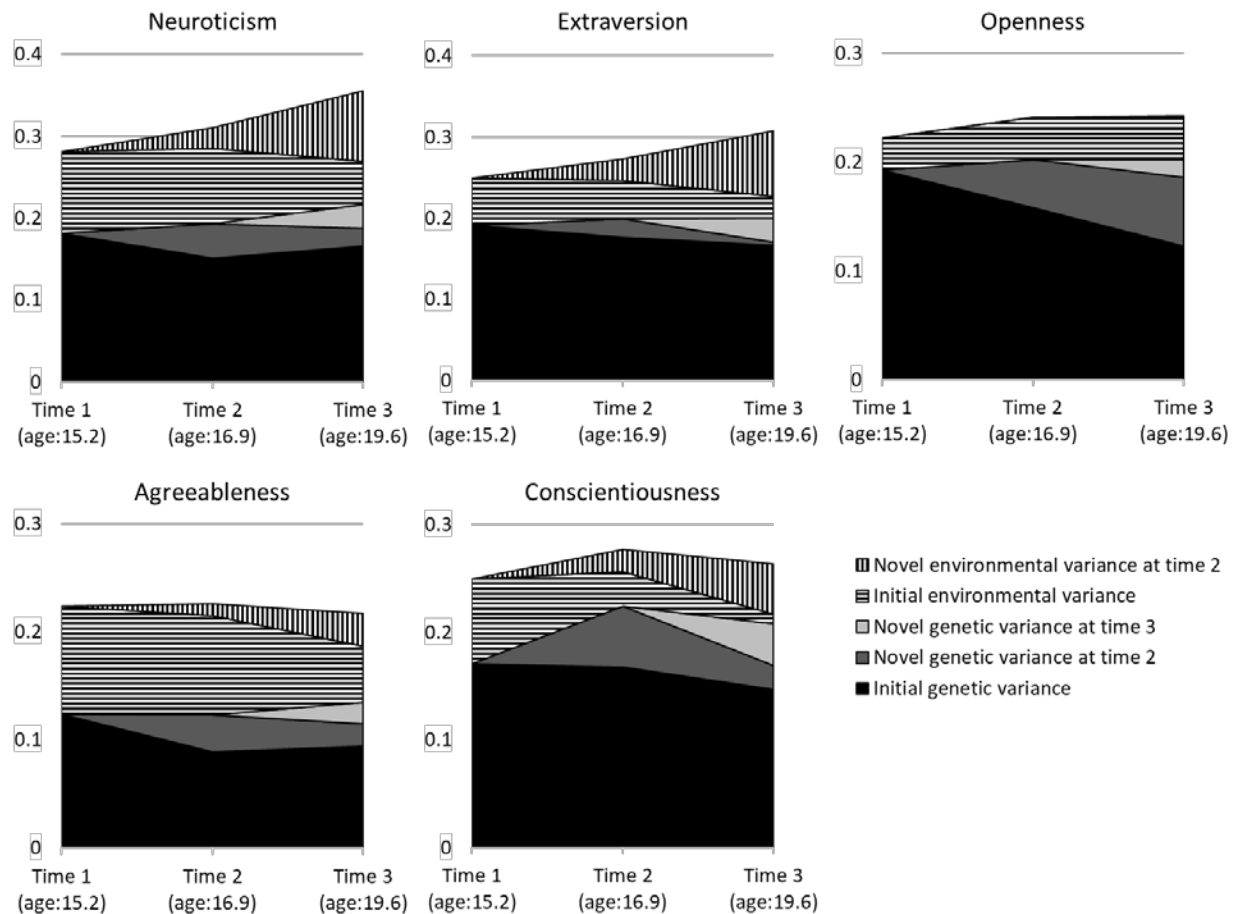 Neuroticism
0.4
0.3
0.2
0.1
0
Time 1
(age:15.2)
Time 2
(age:16.9)
Time 3
(age:19.6)
Extraversion
0.4
0.3
0.2
0.1
0
Time 1
(age:15.2)
Time 2
(age:16.9)
Time 3
(age:19.6)
Openness
0.3
0.2
0.1
0
Time 1
(age:15.2)
Time 2
(age:16.9)
Time 3
(age:19.6)
Agreeableness
0.3
0.2
0.1
0
Time 1
(age:15.2)
Time 2
(age:16.9)
Time 3
(age:19.6)
Conscientiousness
0.3
0.2
0.1
0
Time 1
(age:15.2)
Time 2
(age:16.9)
Time 3
(age:19.6)
Novel environmental variance at time 2
Initial environmental variance
Novel genetic variance at time 3
Novel genetic variance at time 2
Initial genetic variance